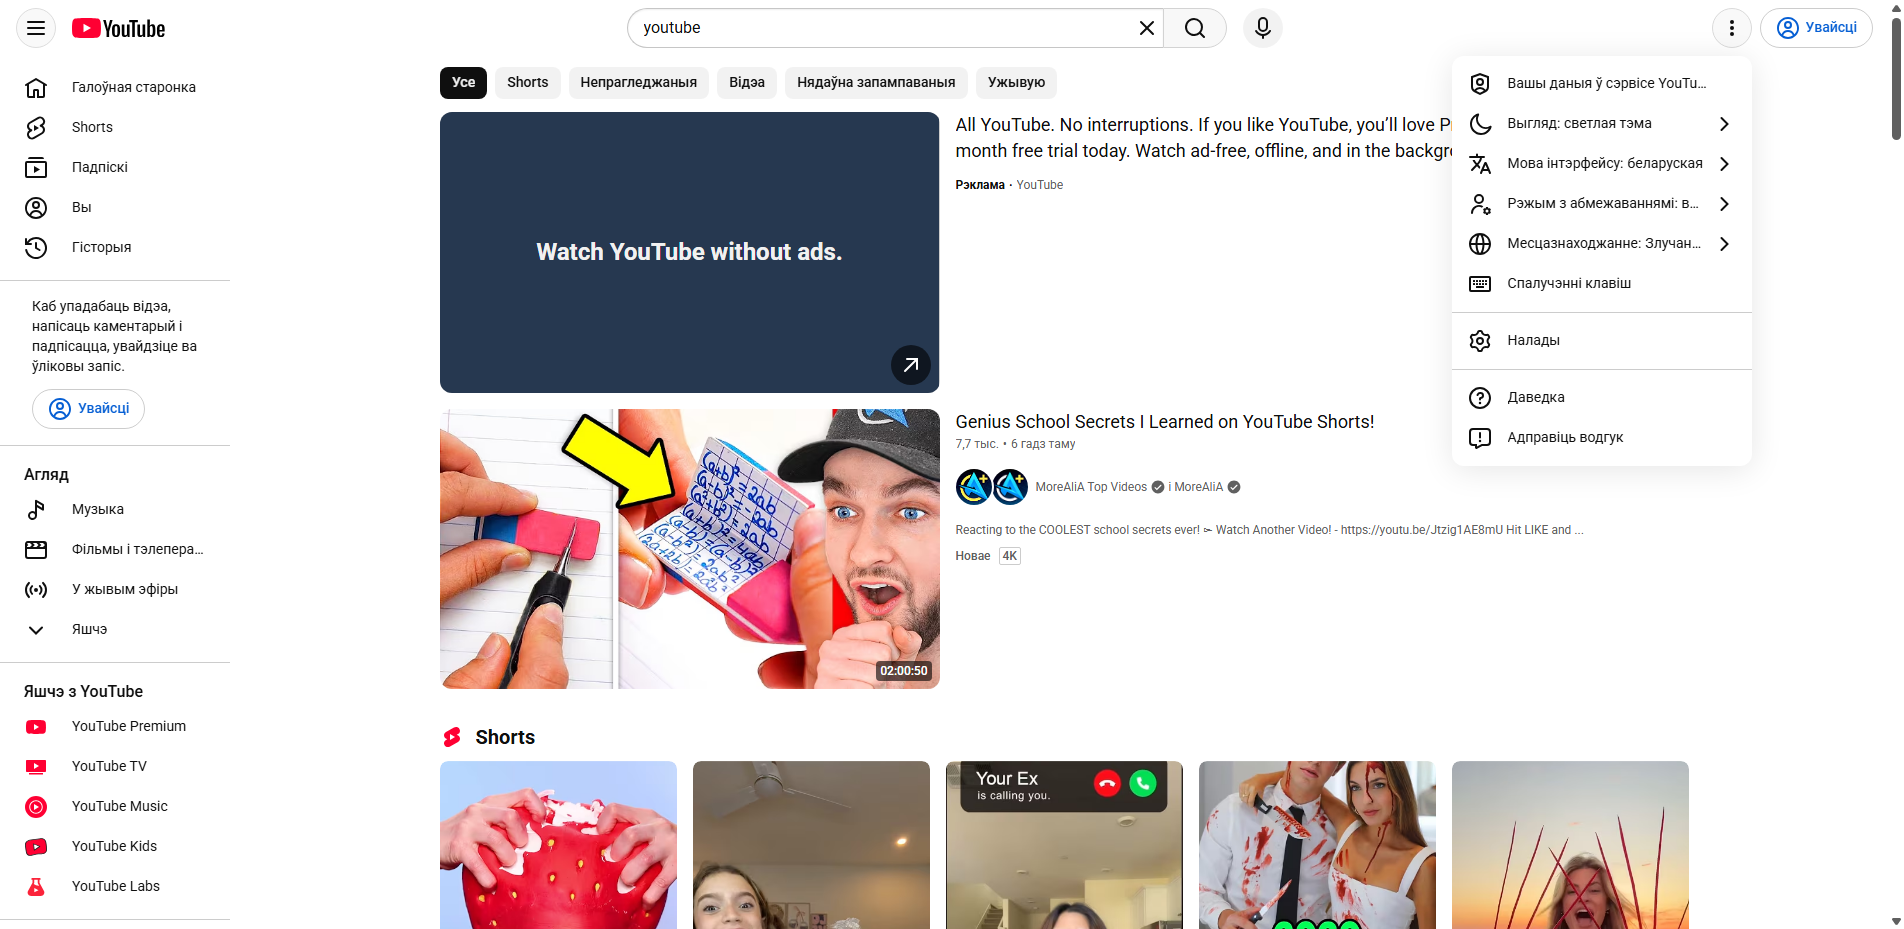 YouTube
youtube
Увайсці
Галоўная старонка
Shorts
Падпіскі
Вы
Гісторыя
Каб упадабаць відэа,
напісаць каментарый і
падпісацца, увайдзіце ва
ўліковы запіс.
Увайсці
Агляд
Музыка
Фільмы і тэлепера...
У жывым эфіры
Яшчэ
Яшчэ з YouTube
YouTube Premium
YouTube TV
YouTube Music
YouTube Kids
YouTube Labs
Усе
Shorts
Непрагледжаныя
Відэа
Нядаўна запампаваныя
Ужывую
Watch YouTube without ads.
All YouTube. No interruptions. If you like YouTube, you’ll love P
month free trial today. Watch ad-free, offline, and in the backgr
Рэклама · YouTube
02:00:50
Genius School Secrets I Learned on YouTube Shorts!
7,7 тыс. • 6 гадз таму
MoreAliA Top Videos і MoreAliA
Reacting to the COOLEST school secrets ever! ➣ Watch Another Video! - https://youtu.be/Jtzig1AE8mU Hit LIKE and ...
Новае 4K
Shorts
Your Ex
is calling you.
Вашы даныя ў сэрвісе YouTu...
Выгляд: светлая тэма
Мова інтэрфейсу: беларуская
Рэжым з абмежаваннямі: в...
Месцазнаходжанне: Злучан...
Спалучэнні клавіш
Налады
Даведка
Адправіць водгук